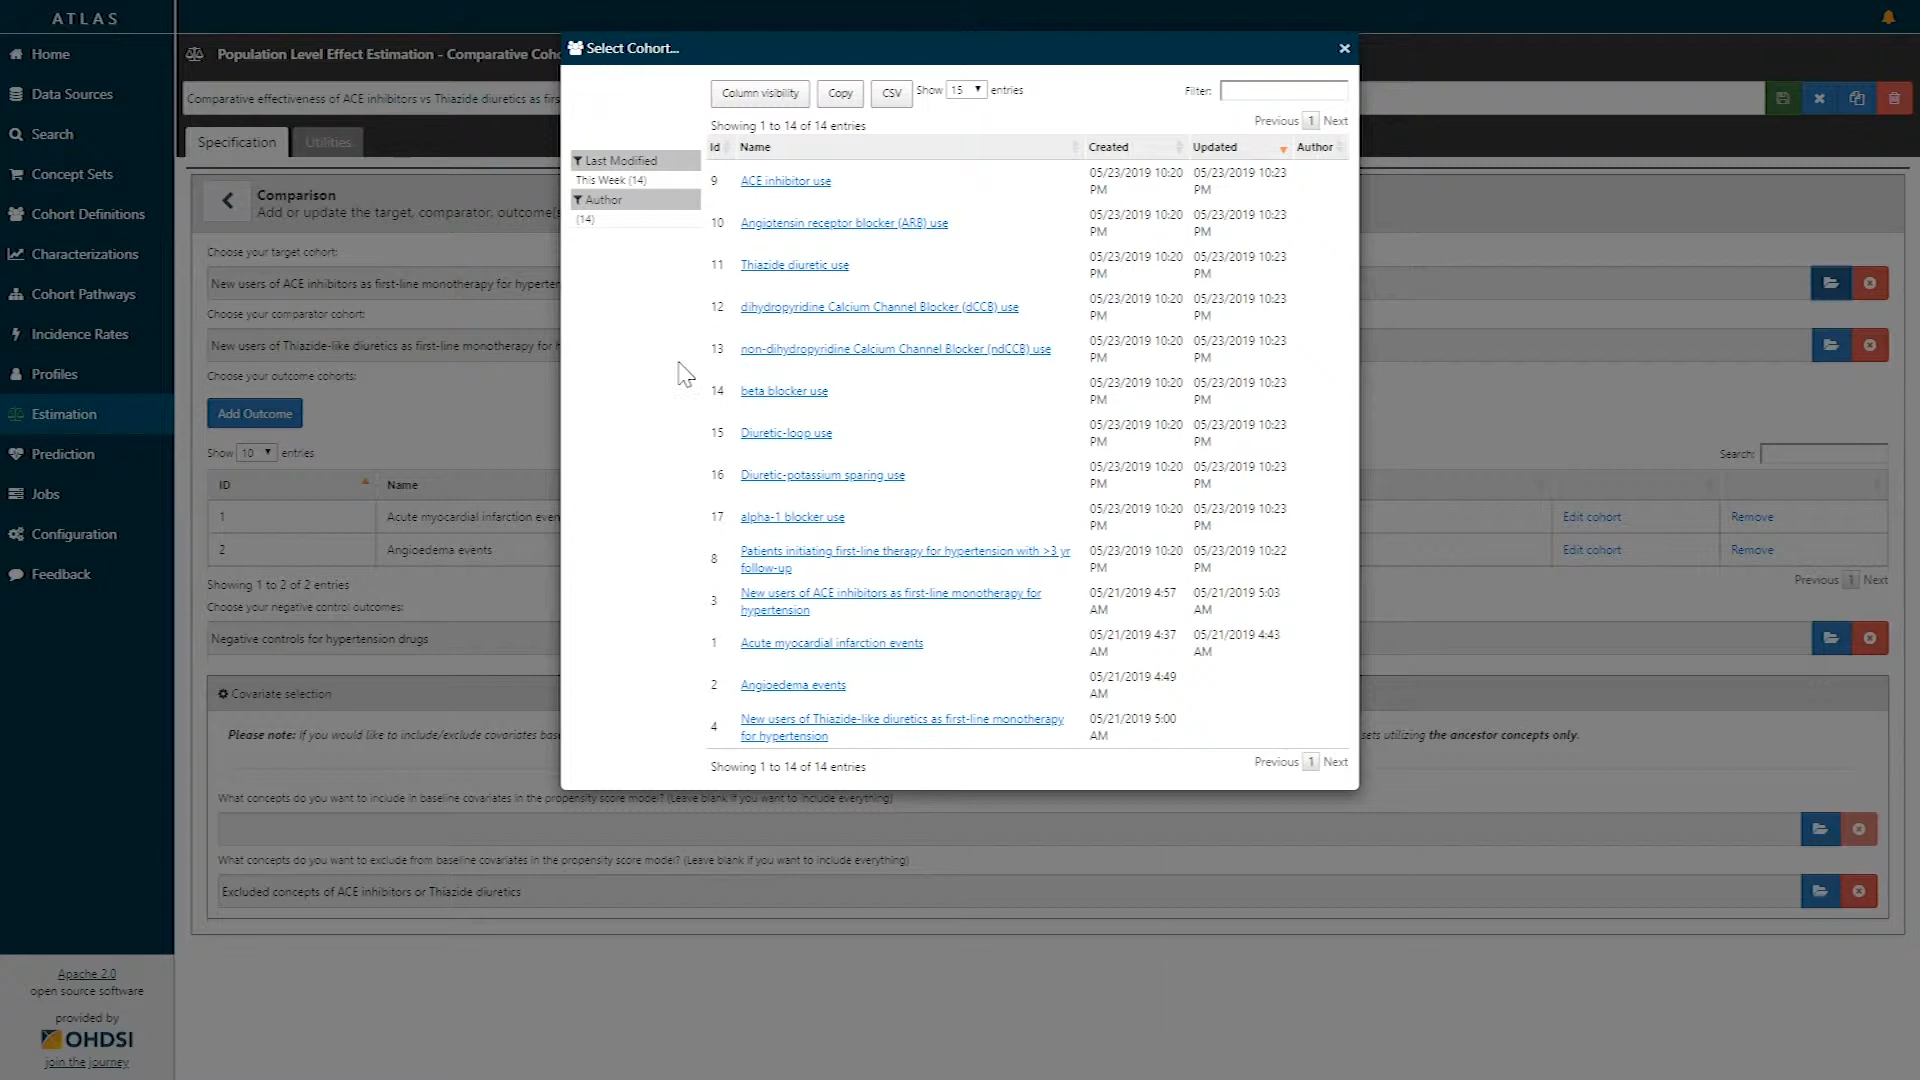 ATLAS
Home
Data Sources
Search
Concept Sets
Cohort Definitions
Characterizations
Cohort Pathways
Incidence Rates
Profiles
Estimation
Prediction
Jobs
Configuration
Feedback
Apache 2.0
open source software
provided by
OHDSI
join the journey
Population Level Effect Estimation - Comparative Coho
Comparative effectiveness of ACE inhibitors vs Thiazide diuretics as firs
Specification
Utilities
Comparison
Add or update the target, comparator, outcome(s
Choose your target cohort:
New users of ACE inhibitors as first-line monotherapy for hyperten
Choose your comparator cohort:
New users of Thiazide-like diuretics as first-line monotherapy for h
Choose your outcome cohorts:
Add Outcome
Show 10 entries
Search:
ID Name
1 Acute myocardial infarction even Edit cohort Remove
2 Angioedema events Edit cohort Remove
Showing 1 to 2 of 2 entries
Previous 1 Next
Choose your negative control outcomes:
Negative controls for hypertension drugs
Covariate selection
Please note: If you would like to include/exclude covariates bas sets utilizing the ancestor concepts only.
What concepts do you want to include in baseline covariates in the propensity score model? (Leave blank if you want to include everything)
What concepts do you want to exclude from baseline covariates in the propensity score model? (Leave blank if you want to include everything)
Excluded concepts of ACE inhibitors or Thiazide diuretics
Select Cohort...
Column visibility Copy CSV Show 15 entries
Filter:
Showing 1 to 14 of 14 entries
Previous 1 Next
Last Modified
This Week (14)
Author
(14)
Id Name Created Updated Author
9 ACE inhibitor use 05/23/2019 10:20 PM 05/23/2019 10:23 PM
10 Angiotensin receptor blocker (ARB) use 05/23/2019 10:20 PM 05/23/2019 10:23 PM
11 Thiazide diuretic use 05/23/2019 10:20 PM 05/23/2019 10:23 PM
12 dihydropyridine Calcium Channel Blocker (dCCB) use 05/23/2019 10:20 PM 05/23/2019 10:23 PM
13 non-dihydropyridine Calcium Channel Blocker (ndCCB) use 05/23/2019 10:20 PM 05/23/2019 10:23 PM
14 beta blocker use 05/23/2019 10:20 PM 05/23/2019 10:23 PM
15 Diuretic-loop use 05/23/2019 10:20 PM 05/23/2019 10:23 PM
16 Diuretic-potassium sparing use 05/23/2019 10:20 PM 05/23/2019 10:23 PM
17 alpha-1 blocker use 05/23/2019 10:20 PM 05/23/2019 10:23 PM
8 Patients initiating first-line therapy for hypertension with >3 yr follow-up 05/23/2019 10:20 PM 05/23/2019 10:22 PM
3 New users of ACE inhibitors as first-line monotherapy for hypertension 05/21/2019 4:57 AM 05/21/2019 5:03 AM
1 Acute myocardial infarction events 05/21/2019 4:37 AM 05/21/2019 4:43 AM
2 Angioedema events 05/21/2019 4:49 AM
4 New users of Thiazide-like diuretics as first-line monotherapy for hypertension 05/21/2019 5:00 AM
Showing 1 to 14 of 14 entries
Previous 1 Next